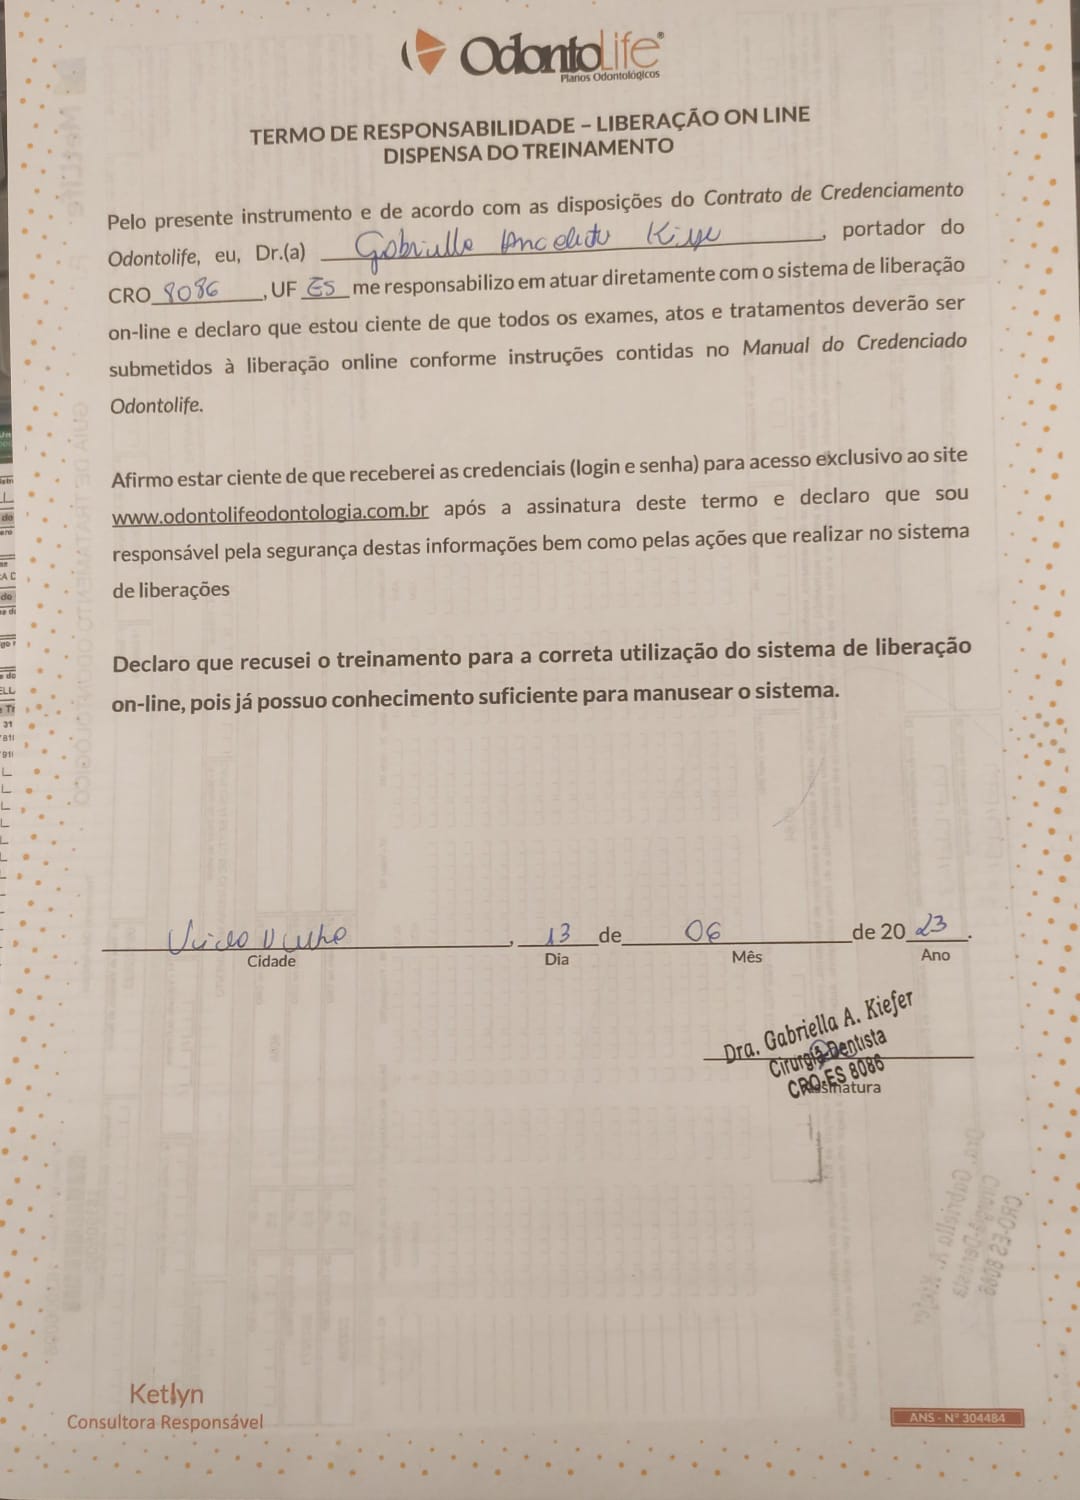 OdontoLife®
Planos Odontológicos
TERMO DE RESPONSABILIDADE – LIBERAÇÃO ON LINE
DISPENSA DO TREINAMENTO
Pelo presente instrumento e de acordo com as disposições do Contrato de Credenciamento
Odontolife, eu, Dr.(a) Gabriella , portador do
CRO 8086, UF ES me responsabilizo em atuar diretamente com o sistema de liberação
on-line e declaro que estou ciente de que todos os exames, atos e tratamentos deverão ser
submetidos à liberação online conforme instruções contidas no Manual do Credenciado
Odontolife.
Afirmo estar ciente de que receberei as credenciais (login e senha) para acesso exclusivo ao site
www.odontolifeodontologia.com.br após a assinatura deste termo e declaro que sou
responsável pela segurança destas informações bem como pelas ações que realizar no sistema
de liberações
Declaro que recusei o treinamento para a correta utilização do sistema de liberação
on-line, pois já possuo conhecimento suficiente para manusear o sistema.
, 13 de 06 de 2023.
Cidade Dia Mês Ano
Dra. Gabriella A. Kiefer
Cirurgiã-Dentista
CRO-ES 8086
Assinatura
Ketlyn
Consultora Responsável
ANS - N° 304484